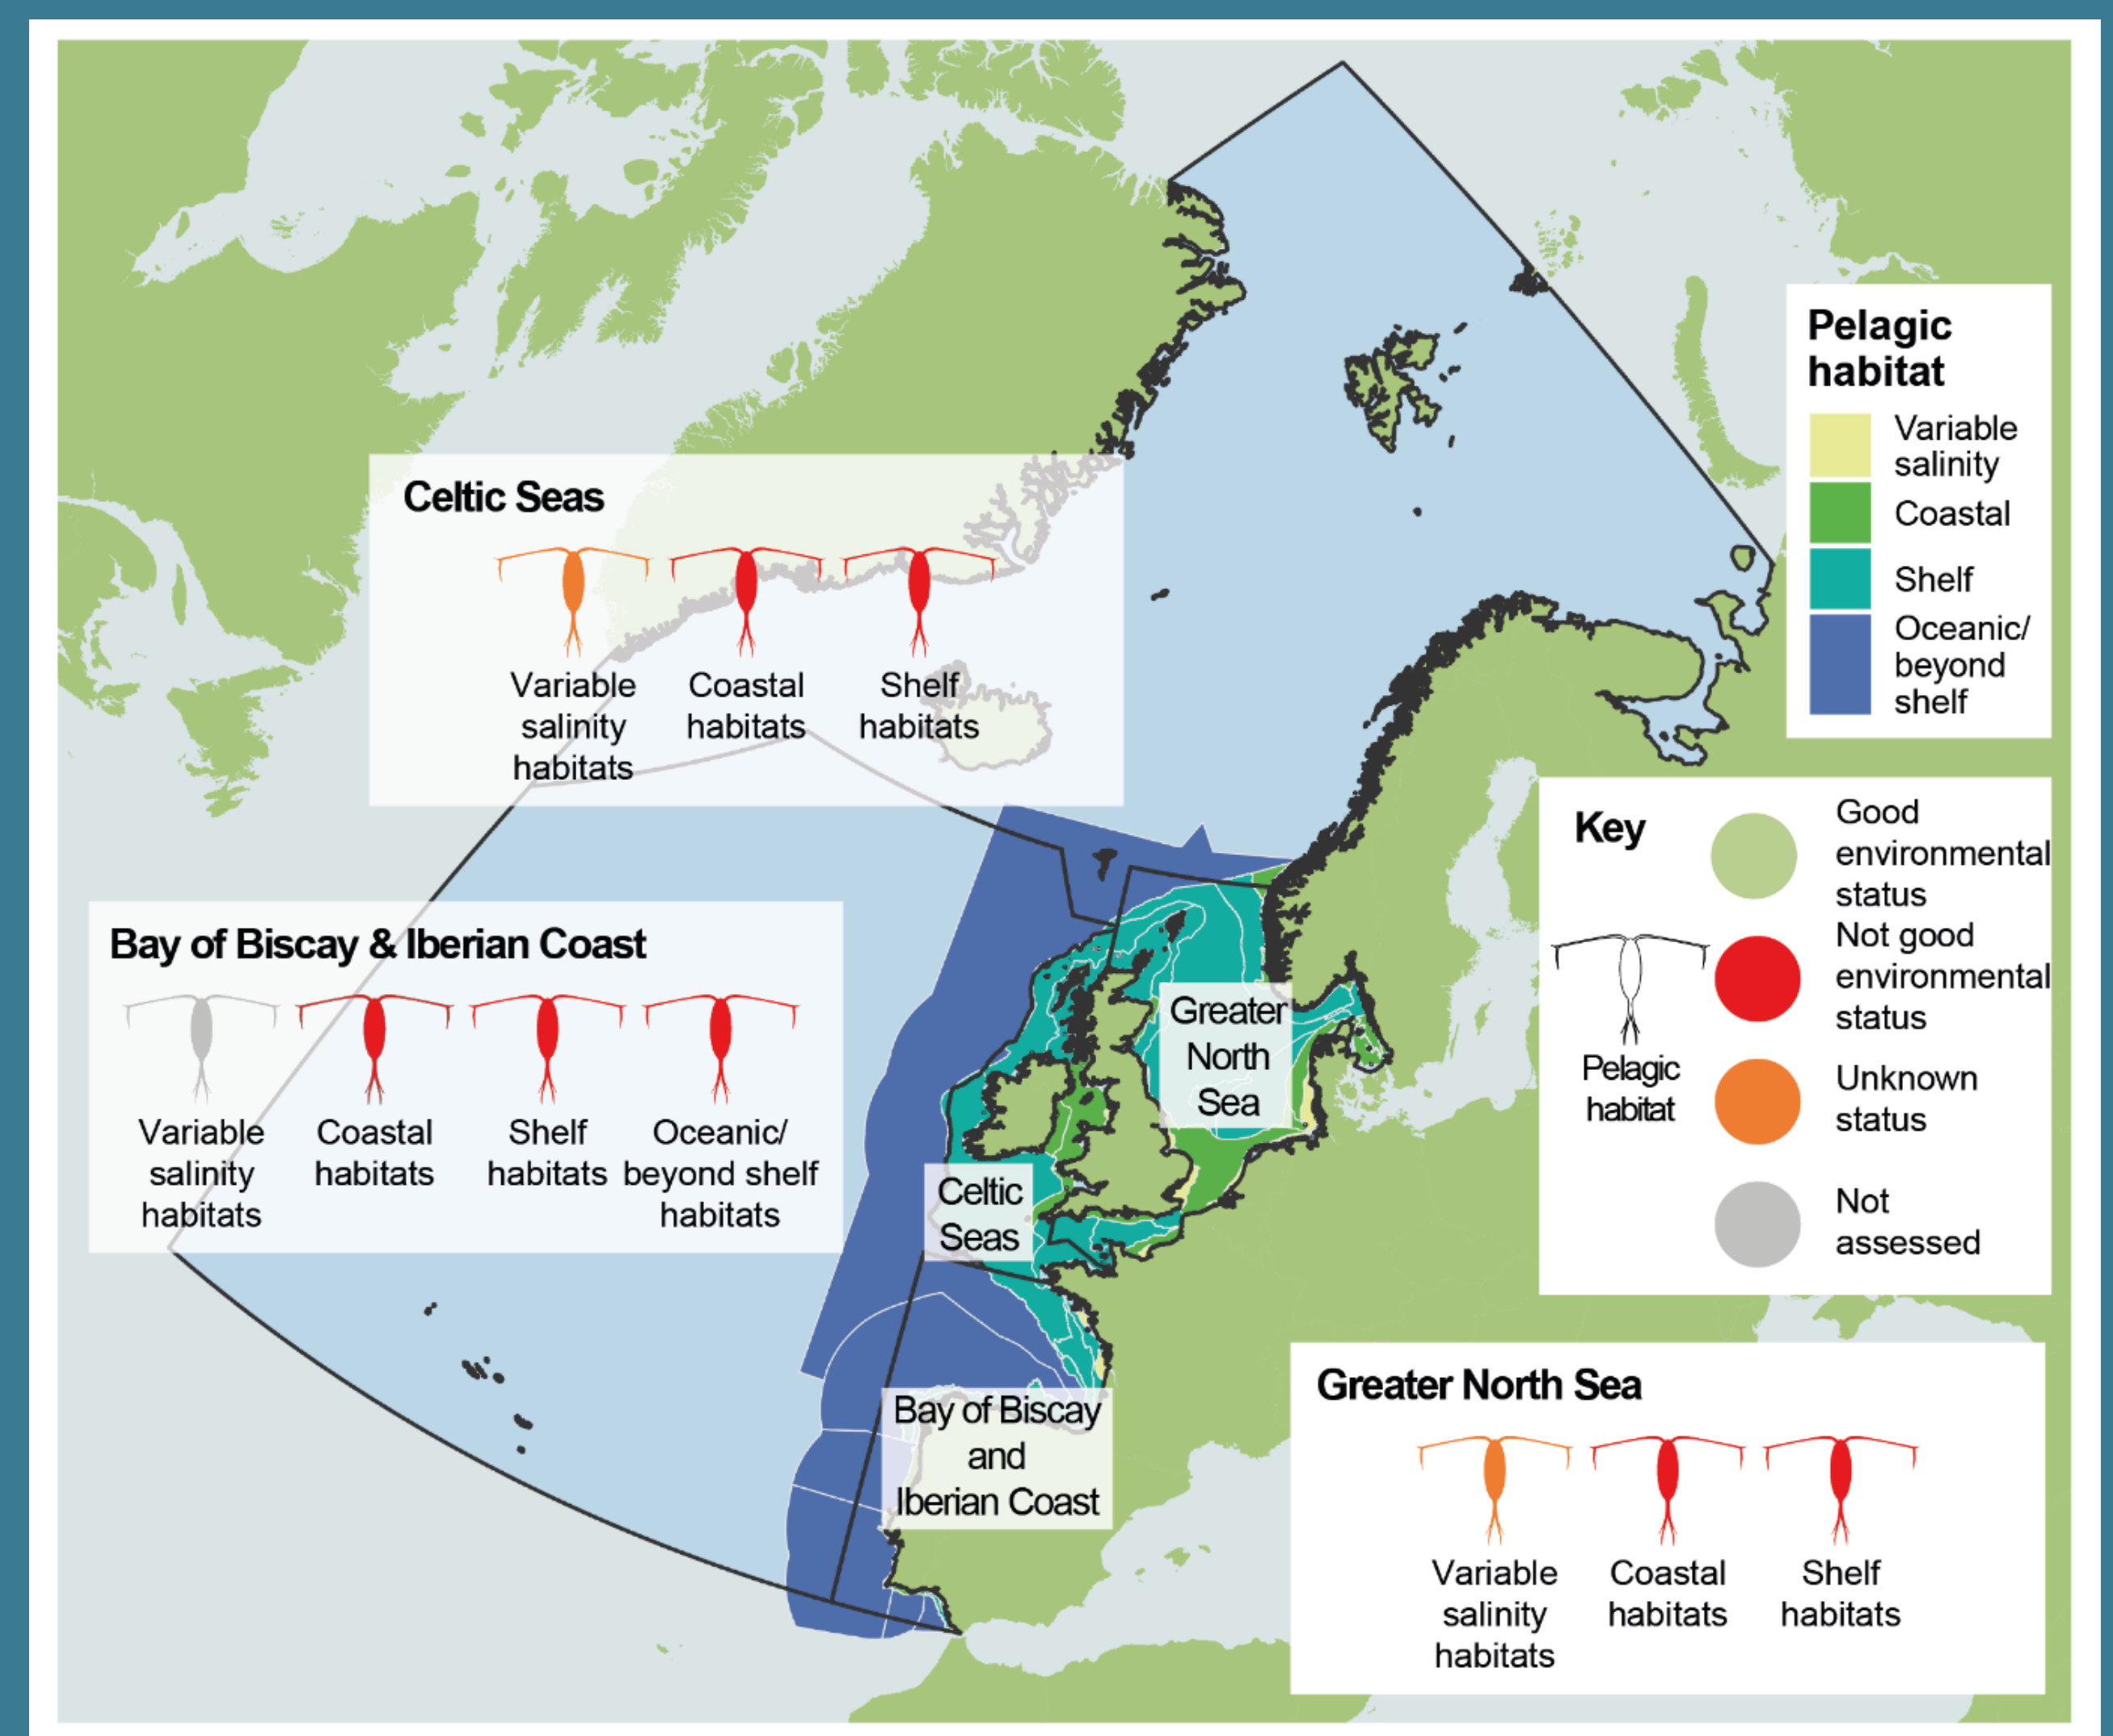 Pelagic
habitat
Variable
salinity
Coastal
Shelf
Oceanic/
beyond
shelf
Celtic Seas
Variable
salinity
habitats
Coastal
habitats
Shelf
habitats
Key
Pelagic
habitat
Good
environmental
status
Not good
environmental
status
Unknown
status
Not
assessed
Bay of Biscay & Iberian Coast
Variable
salinity
habitats
Coastal
habitats
Shelf
habitats
Oceanic/
beyond shelf
habitats
Greater
North
Sea
Celtic
Seas
Bay of Biscay
and
Iberian Coast
Greater North Sea
Variable
salinity
habitats
Coastal
habitats
Shelf
habitats